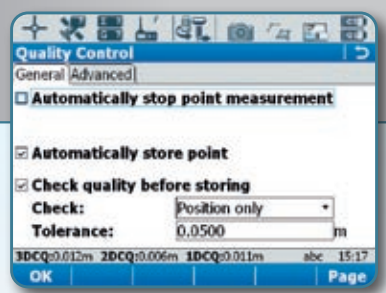 Quality Control
General Advanced
Automatically stop point measurement
Automatically store point
Check quality before storing
Check: Position only
Tolerance: 0.0500 m
3DCQ:0.012m 2DCQ:0.006m 1DCQ:0.011m abc 15:17
OK Page